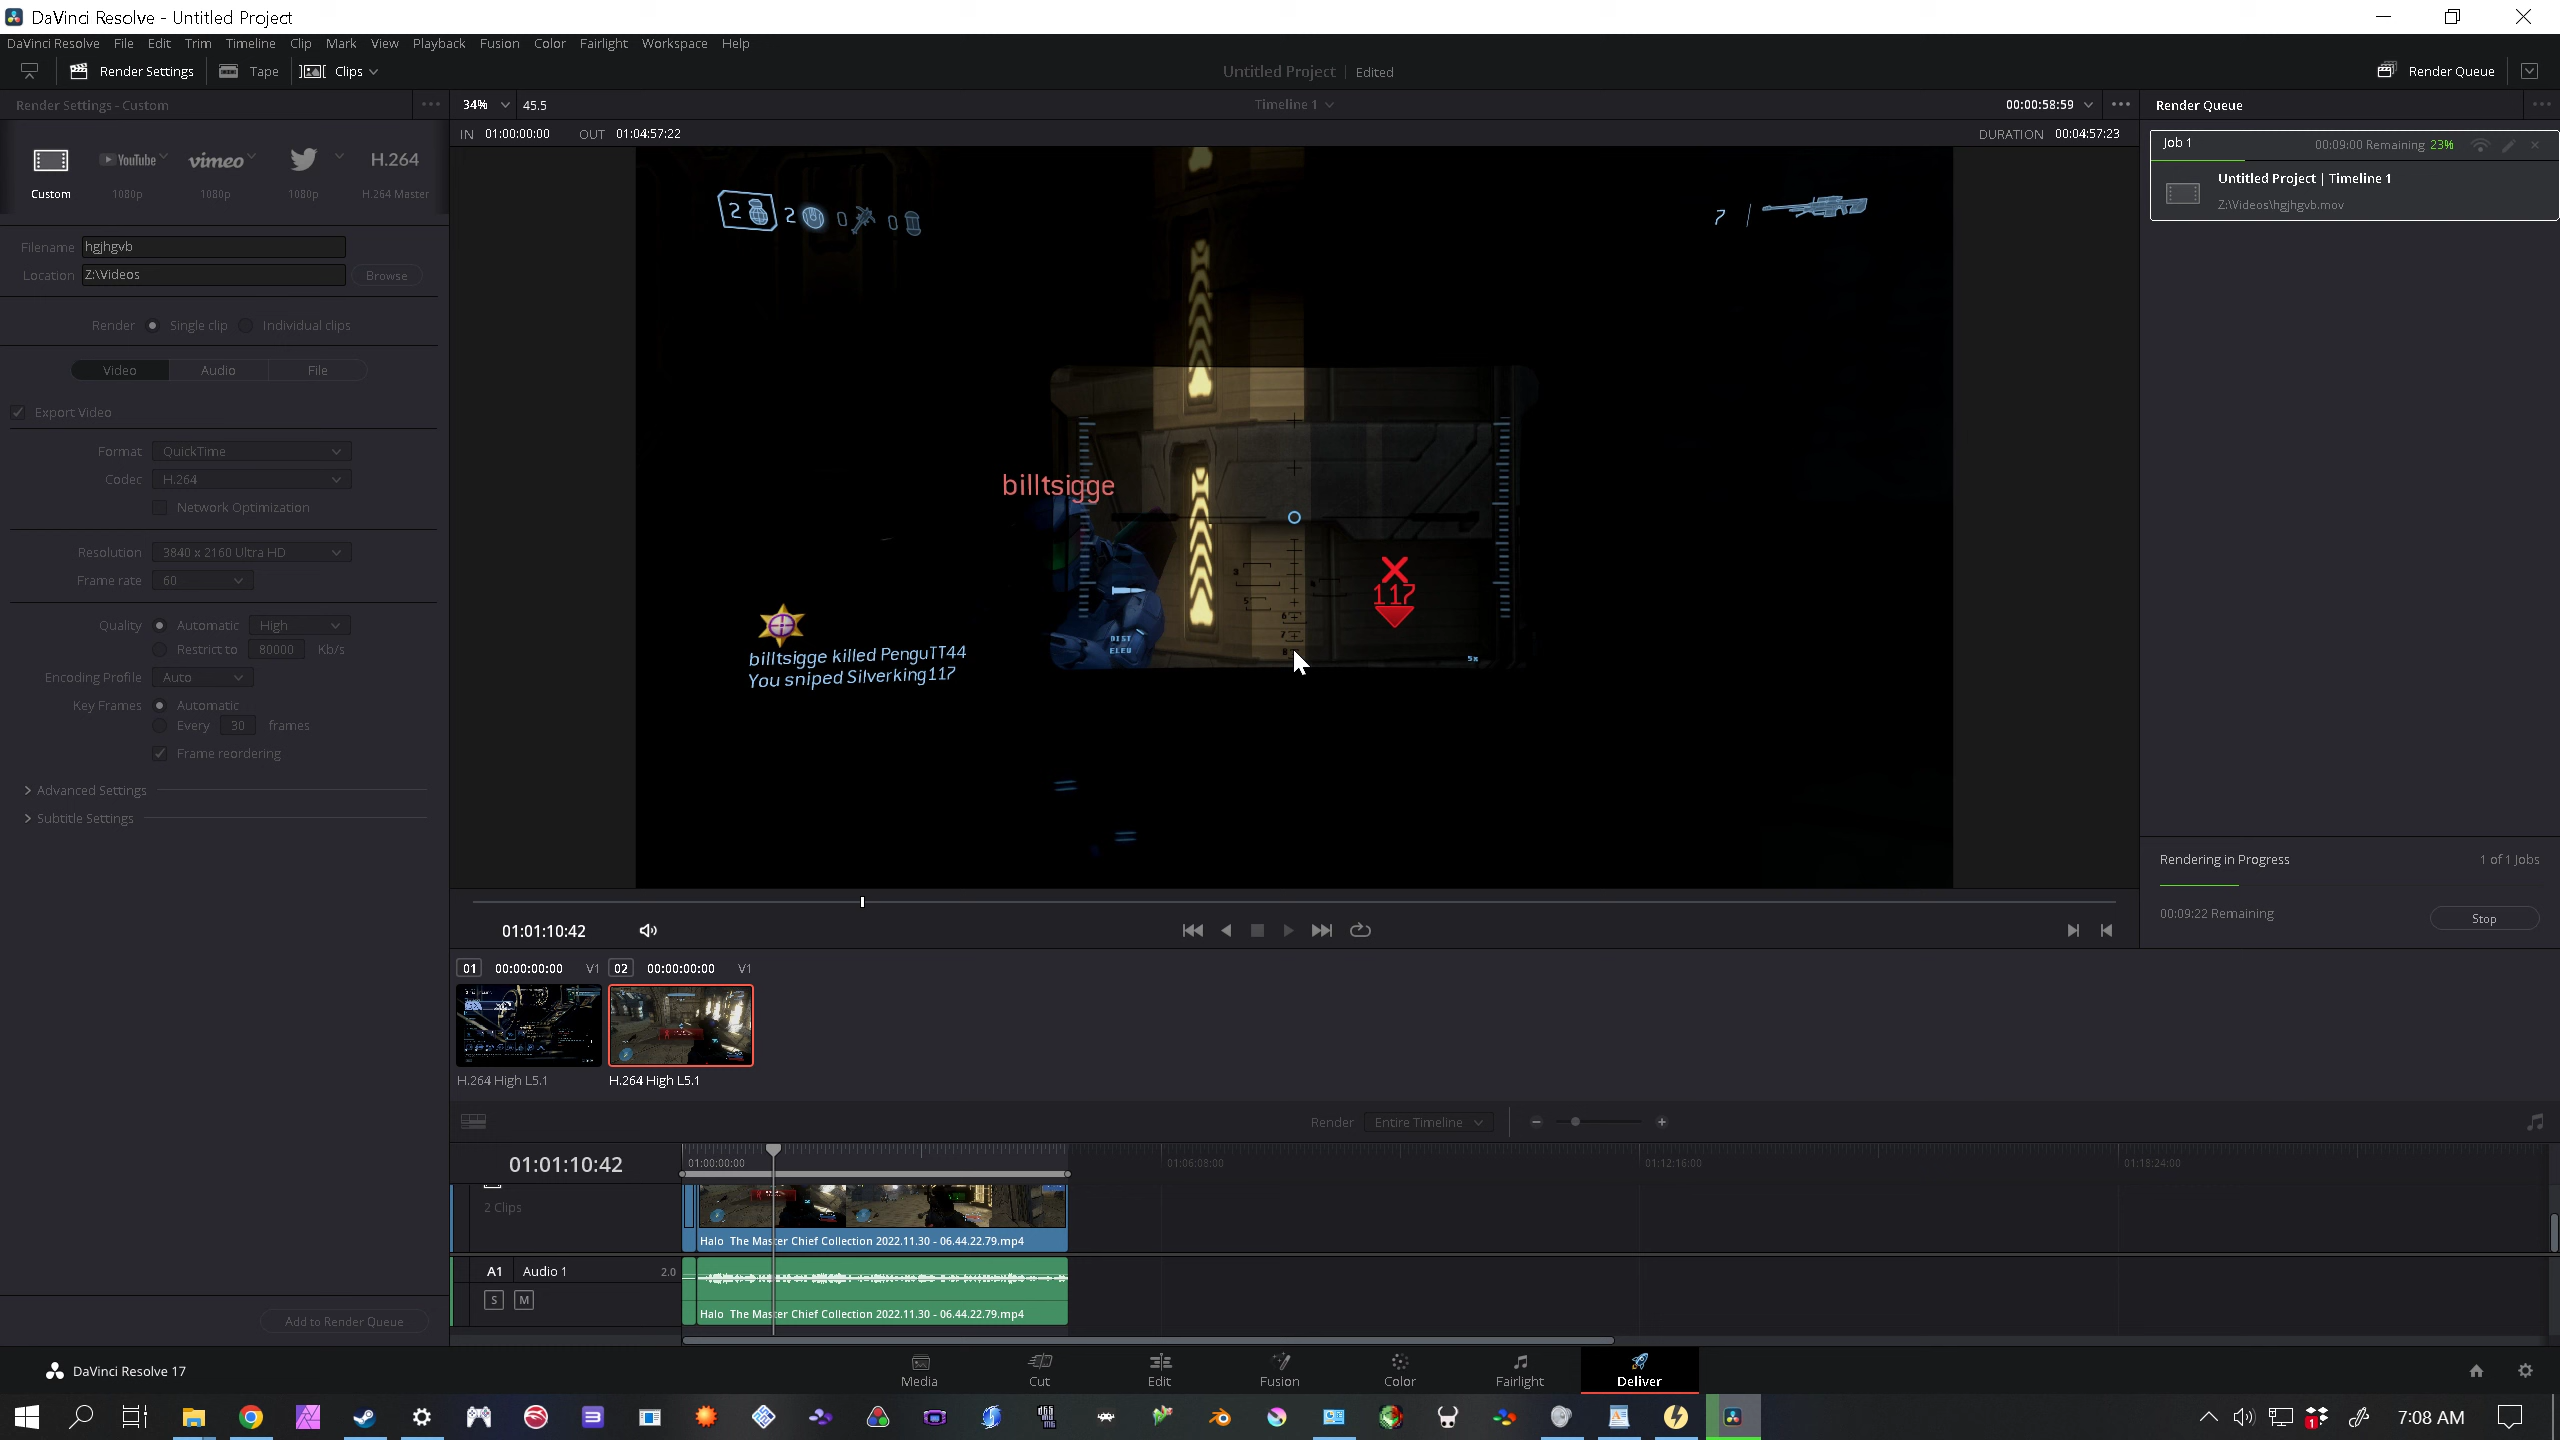 DaVinci Resolve - Untitled Project
DaVinci Resolve File Edit Trim Timeline Clip Mark View Playback Fusion Color Fairlight Workspace Help
Render Settings Tape Clips
Untitled Project Edited
Render Queue
Render Settings - Custom
34% 45.5
Timeline 1
00:00:58:59
Render Queue
IN 01:00:00:00 OUT 01:04:57:22
DURATION 00:04:57:23
Job 1
00:09:00 Remaining 23%
Untitled Project | Timeline 1
Z:\Videos\hgjhgvb.mov
YouTube vimeo H.264
Custom 1080p 1080p 1080p H.264 Master
Filename hgjhgvb
Location Z:\Videos Browse
Render Single clip Individual clips
Video Audio File
Export Video
Format QuickTime
Codec H.264
Network Optimization
Resolution 3840 x 2160 Ultra HD
Frame rate 60
Quality Automatic High
Restrict to 80000 Kb/s
Encoding Profile Auto
Key Frames Automatic
Every 30 frames
Frame reordering
Advanced Settings
Subtitle Settings
Add to Render Queue
2 2 0 0
7
billtsigge
117
DIST
ELEV
5x
billtsigge killed PenguTT44
You sniped Silverking117
Rendering in Progress 1 of 1 Jobs
00:09:22 Remaining Stop
01:01:10:42
01 00:00:00:00 V1 02 00:00:00:00 V1
H.264 High L5.1 H.264 High L5.1
Render Entire Timeline
01:01:10:42
01:00:00:00 01:06:08:00 01:12:16:00 01:18:24:00
2 Clips
Halo The Master Chief Collection 2022.11.30 - 06.44.22.79.mp4
A1 Audio 1 2.0
S M
Halo The Master Chief Collection 2022.11.30 - 06.44.22.79.mp4
DaVinci Resolve 17
Media Cut Edit Fusion Color Fairlight Deliver
1
7:08 AM